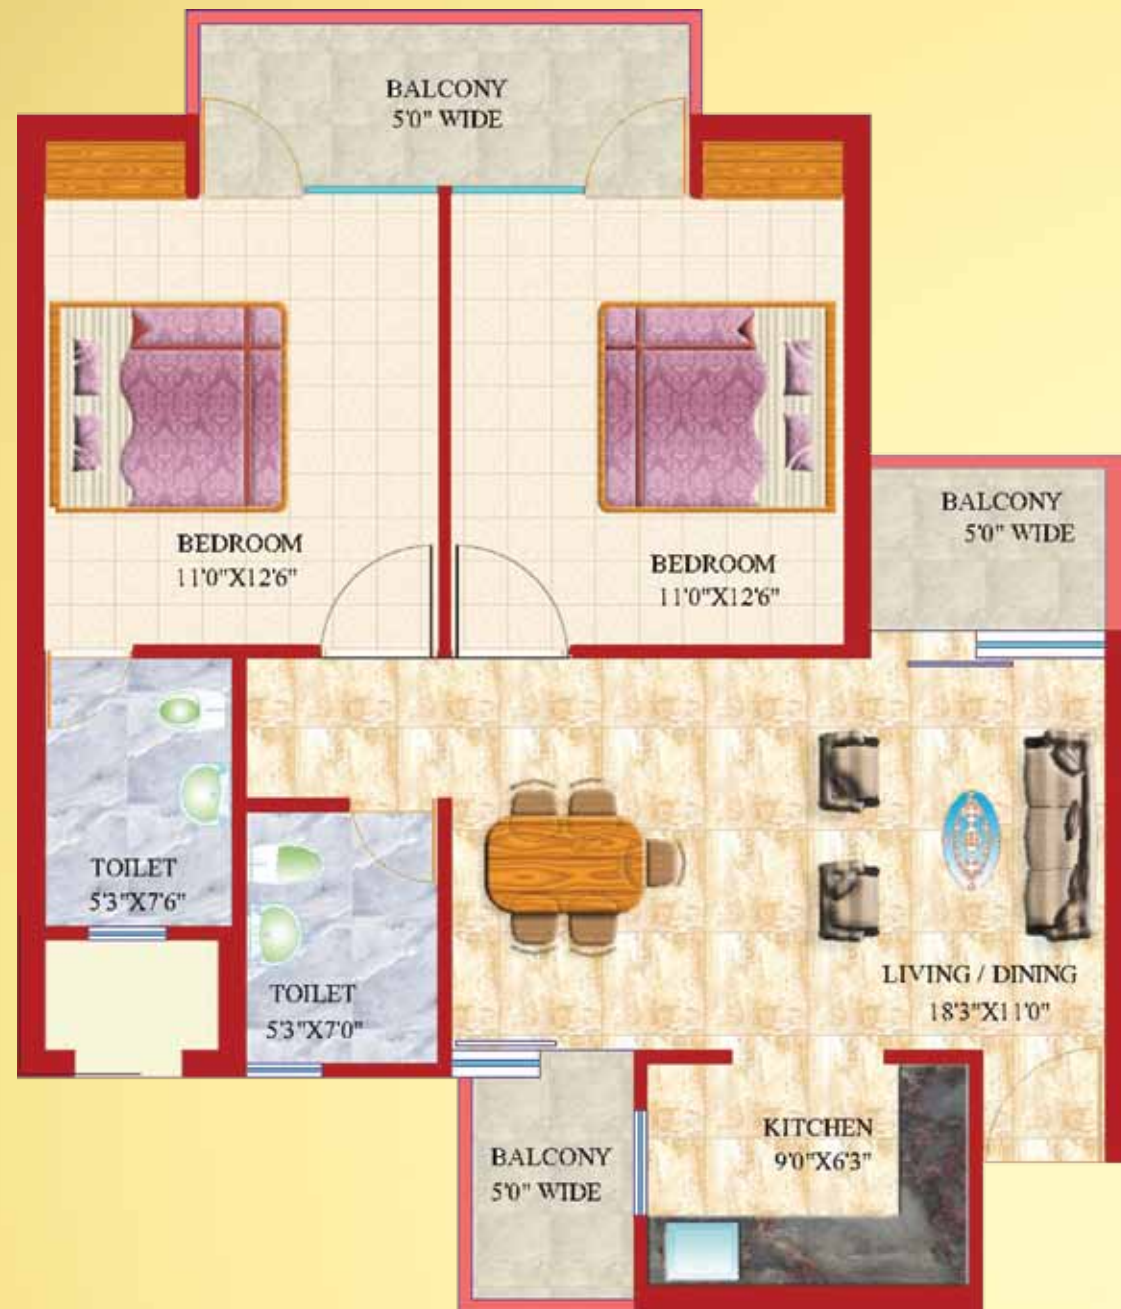 BALCONY
5'0" WIDE
BEDROOM
11'0"X12'6"
BEDROOM
11'0"X12'6"
BALCONY
5'0" WIDE
TOILET
5'3"X7'6"
TOILET
5'3"X7'0"
LIVING / DINING
18'3"X11'0"
KITCHEN
9'0"X6'3"
BALCONY
5'0" WIDE